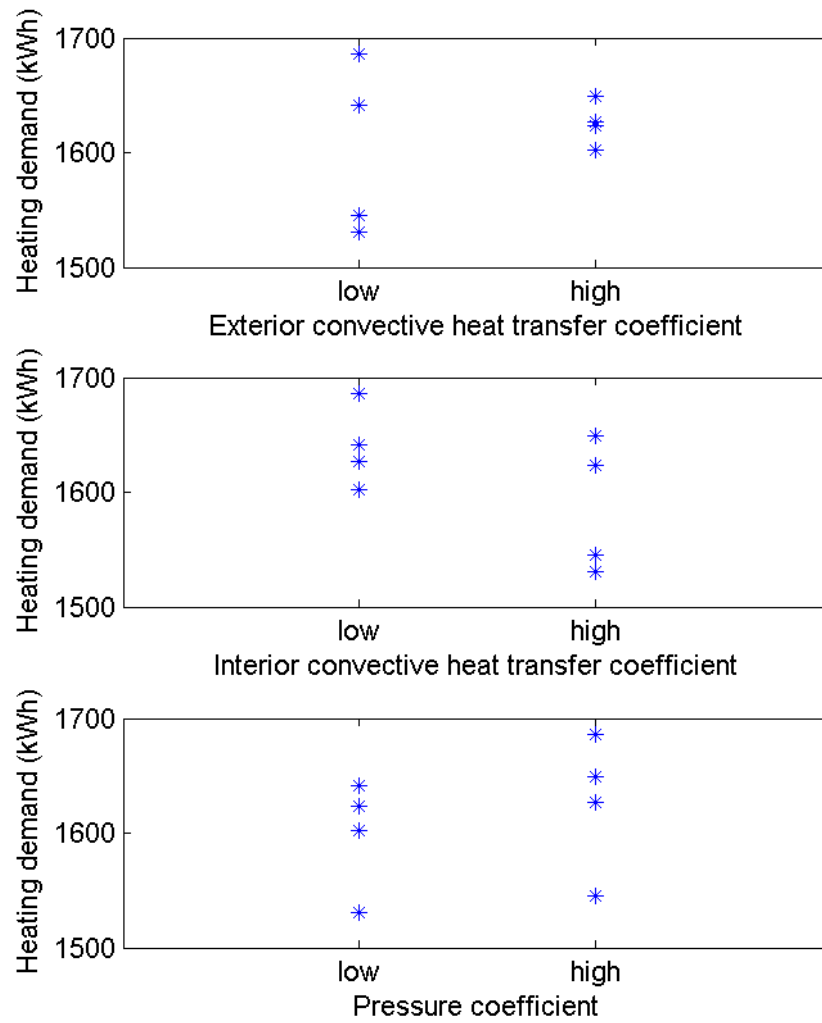 Heating demand (kWh)
1700
1600
1500
low high
Exterior convective heat transfer coefficient
Heating demand (kWh)
1700
1600
1500
low high
Interior convective heat transfer coefficient
Heating demand (kWh)
1700
1600
1500
low high
Pressure coefficient